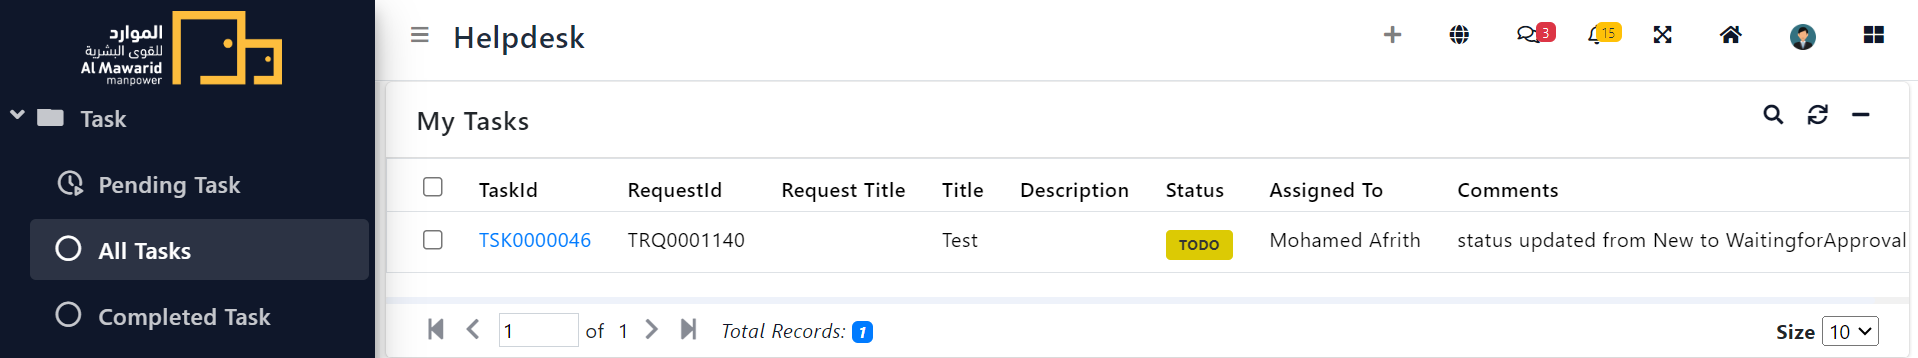 الموارد
للقوى البشرية
Al Mawarid
manpower
Task
Pending Task
All Tasks
Completed Task
Helpdesk
3
15
My Tasks
TaskId RequestId Request Title Title Description Status Assigned To Comments
TSK0000046 TRQ0001140 Test TODO Mohamed Afrith status updated from New to WaitingforApproval
1 of 1 Total Records: 1 Size 10